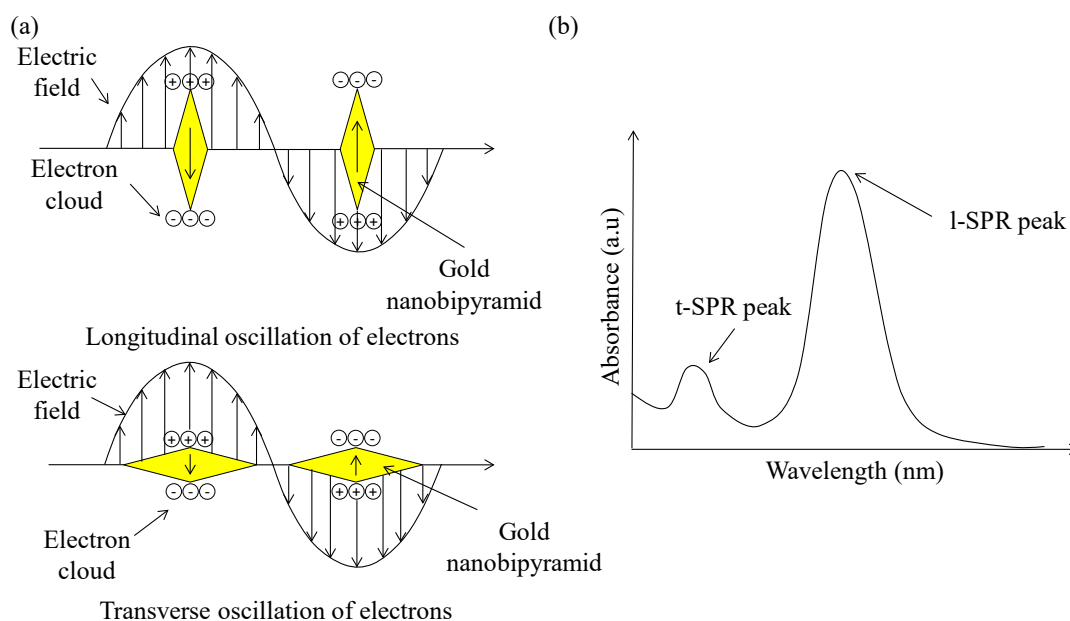 (a)
Electric
field
+ + +
- - -
Electron
cloud
- - -
+ + +
Gold
nanobipyramid
Longitudinal oscillation of electrons
Electric
field
+ + +
- - -
- - -
+ + +
Electron
cloud
Gold
nanobipyramid
Transverse oscillation of electrons
(b)
Absorbance (a.u)
l-SPR peak
t-SPR peak
Wavelength (nm)